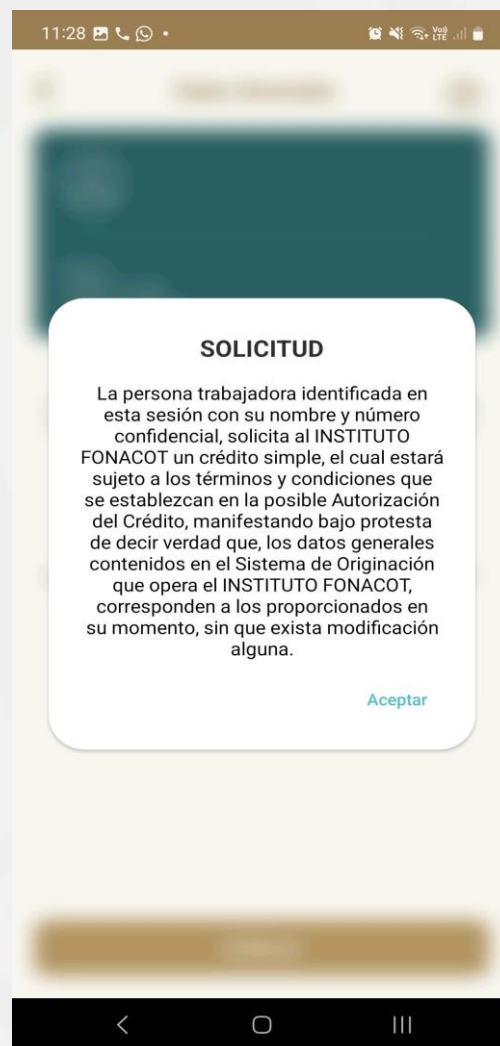 11:28
Vo))
LTE
SOLICITUD
La persona trabajadora identificada en
esta sesión con su nombre y número
confidencial, solicita al INSTITUTO
FONACOT un crédito simple, el cual estará
sujeto a los términos y condiciones que
se establezcan en la posible Autorización
del Crédito, manifestando bajo protesta
de decir verdad que, los datos generales
contenidos en el Sistema de Originación
que opera el INSTITUTO FONACOT,
corresponden a los proporcionados en
su momento, sin que exista modificación
alguna.
Aceptar